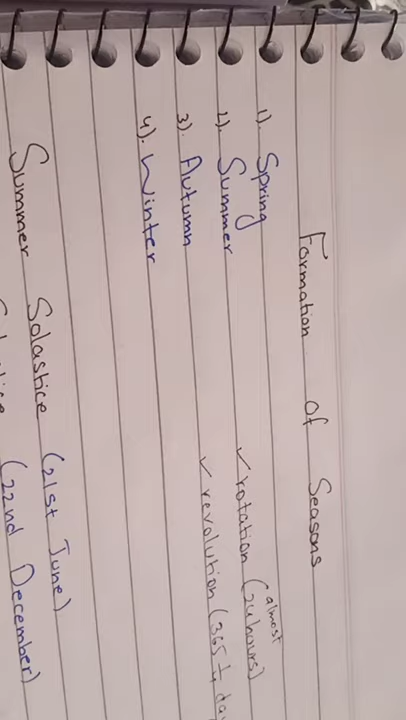 Formation of Seasons
1). Spring
almost
2). Summer ✓ rotation (24 hours)
3). Autumn ✓ revolution (365 1/4
4). Winter
Summer Solastice (21st June)
(22nd December)